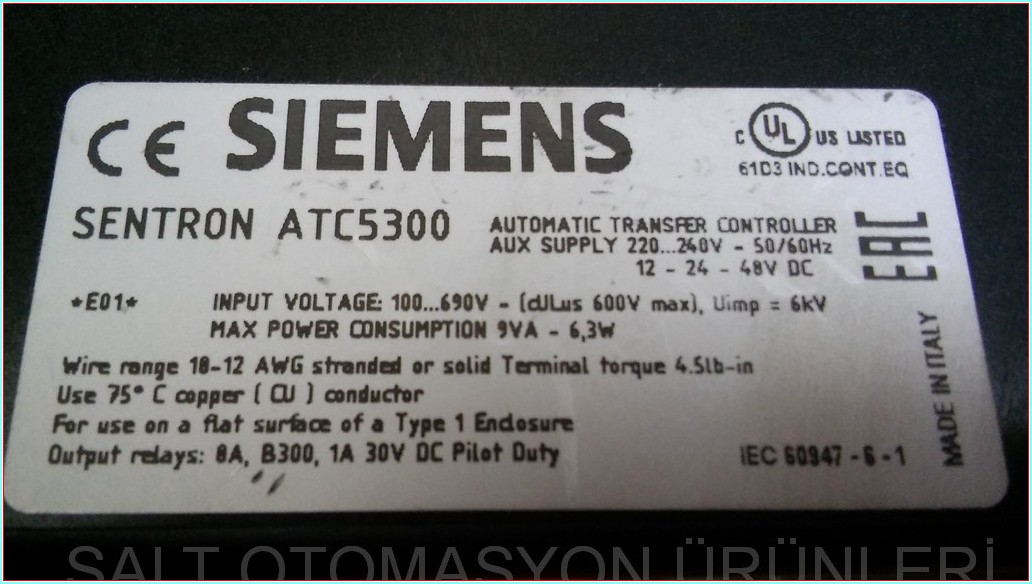 CE SIEMENS
C UL US LISTED
61D3 IND.CONT.EQ
SENTRON ATC5300
AUTOMATIC TRANSFER CONTROLLER
AUX SUPPLY 220...240V - 50/60Hz
12 - 24 - 48V DC
EAC
*E01*
INPUT VOLTAGE: 100...690V - (cULus 600V max), Uimp = 6kV
MAX POWER CONSUMPTION 9VA - 6,3W
Wire range 18-12 AWG stranded or solid Terminal torque 4.5lb-in
Use 75° C copper ( CU ) conductor
For use on a flat surface of a Type 1 Enclosure
Output relays: 8A, B300, 1A 30V DC Pilot Duty
IEC 60947 - 6 - 1
MADE IN ITALY
SALT OTOMASYON ÜRÜNLERİ